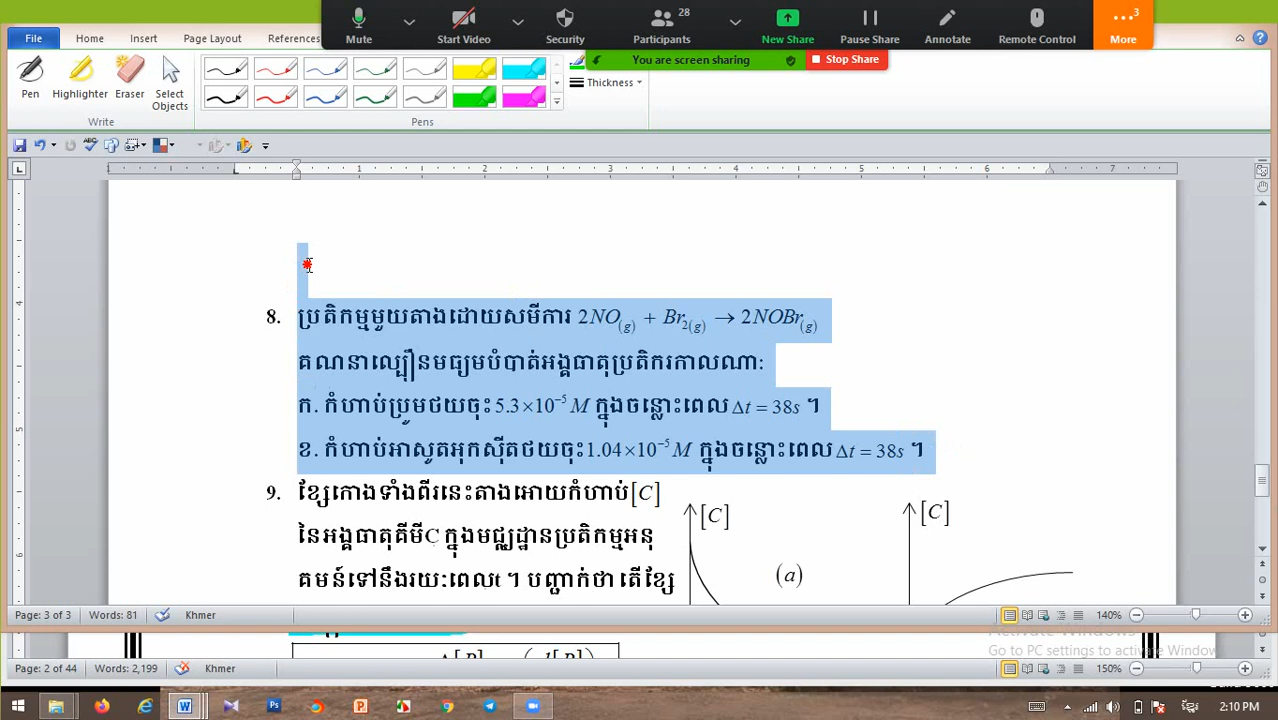 Mute
Start Video
Security
Participants
28
New Share
Pause Share
Annotate
Remote Control
3
More
You are screen sharing
Stop Share
File
Home
Insert
Page Layout
References
Pen
Highlighter
Eraser
Select Objects
Thickness
Write
Pens
1 1 2 3 4 5 6 7
8. ប្រតិកម្មមួយតាងដោយសមីការ 2NO(g) + Br2(g) → 2NOBr(g)
គណនាល្បឿនមធ្យមបំបាត់អង្គធាតុប្រតិករកាលណា:
ក. កំហាប់ប្រូមថយចុះ 5.3×10⁻⁵ M ក្នុងចន្លោះពេល Δt = 38s ។
ខ. កំហាប់អាសូតអុកស៊ីតថយចុះ 1.04×10⁻⁵ M ក្នុងចន្លោះពេល Δt = 38s ។
9. ខ្សែកោងទាំងពីរនេះតាងអោយកំហាប់ [C]
នៃអង្គធាតុគីមីC ក្នុងមជ្ឈដ្ឋានប្រតិកម្មអនុ
គមន៍ទៅនឹងរយ:ពេលt ។ បញ្ជាក់ថា តើខ្សែ
[C]
(a)
[C]
Page: 3 of 3
Words: 81
Khmer
140%
Activate Windows
Go to PC settings to activate Windows
Page: 2 of 44
Words: 2,199
Khmer
150%
2:10 PM